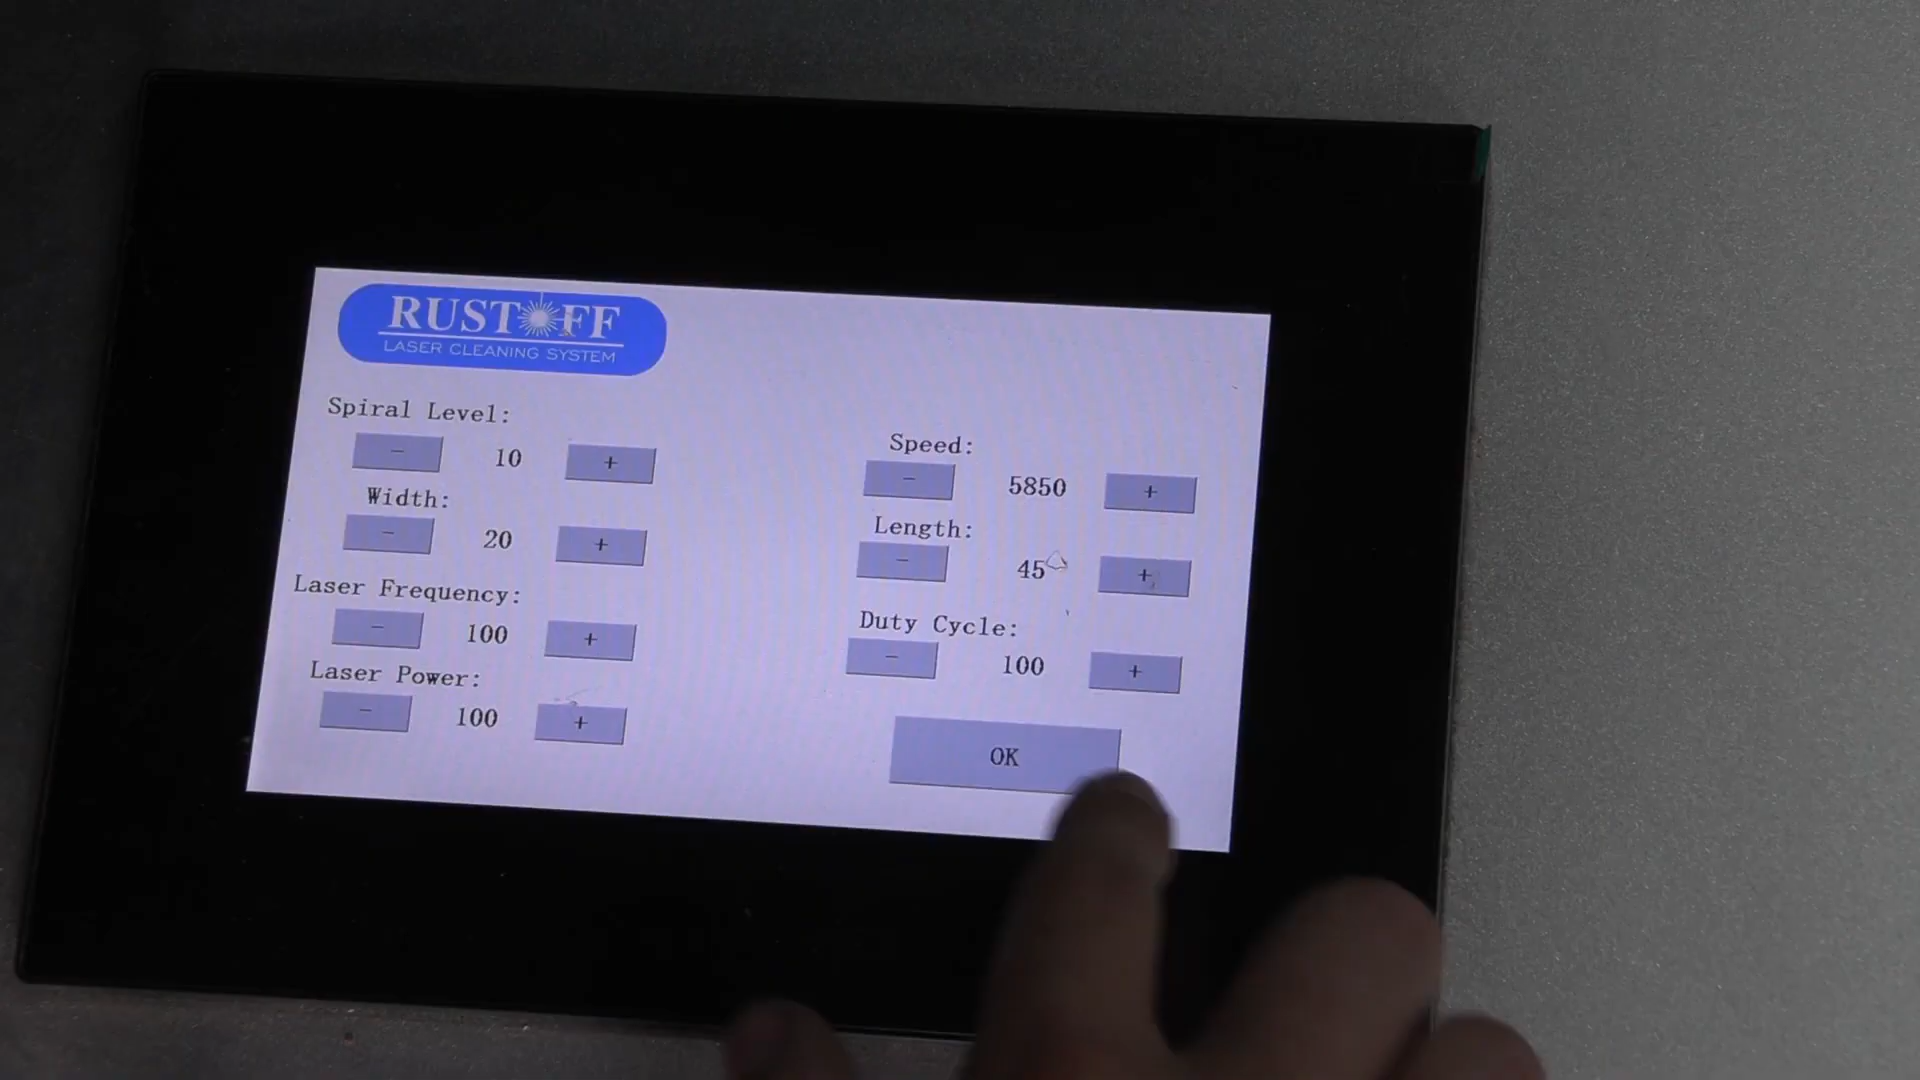 RUSTOFF
LASER CLEANING SYSTEM
Spiral Level:
- 10 +
Width:
- 20 +
Laser Frequency:
- 100 +
Laser Power:
- 100 +
Speed:
- 5850 +
Length:
- 45 +
Duty Cycle:
- 100 +
OK